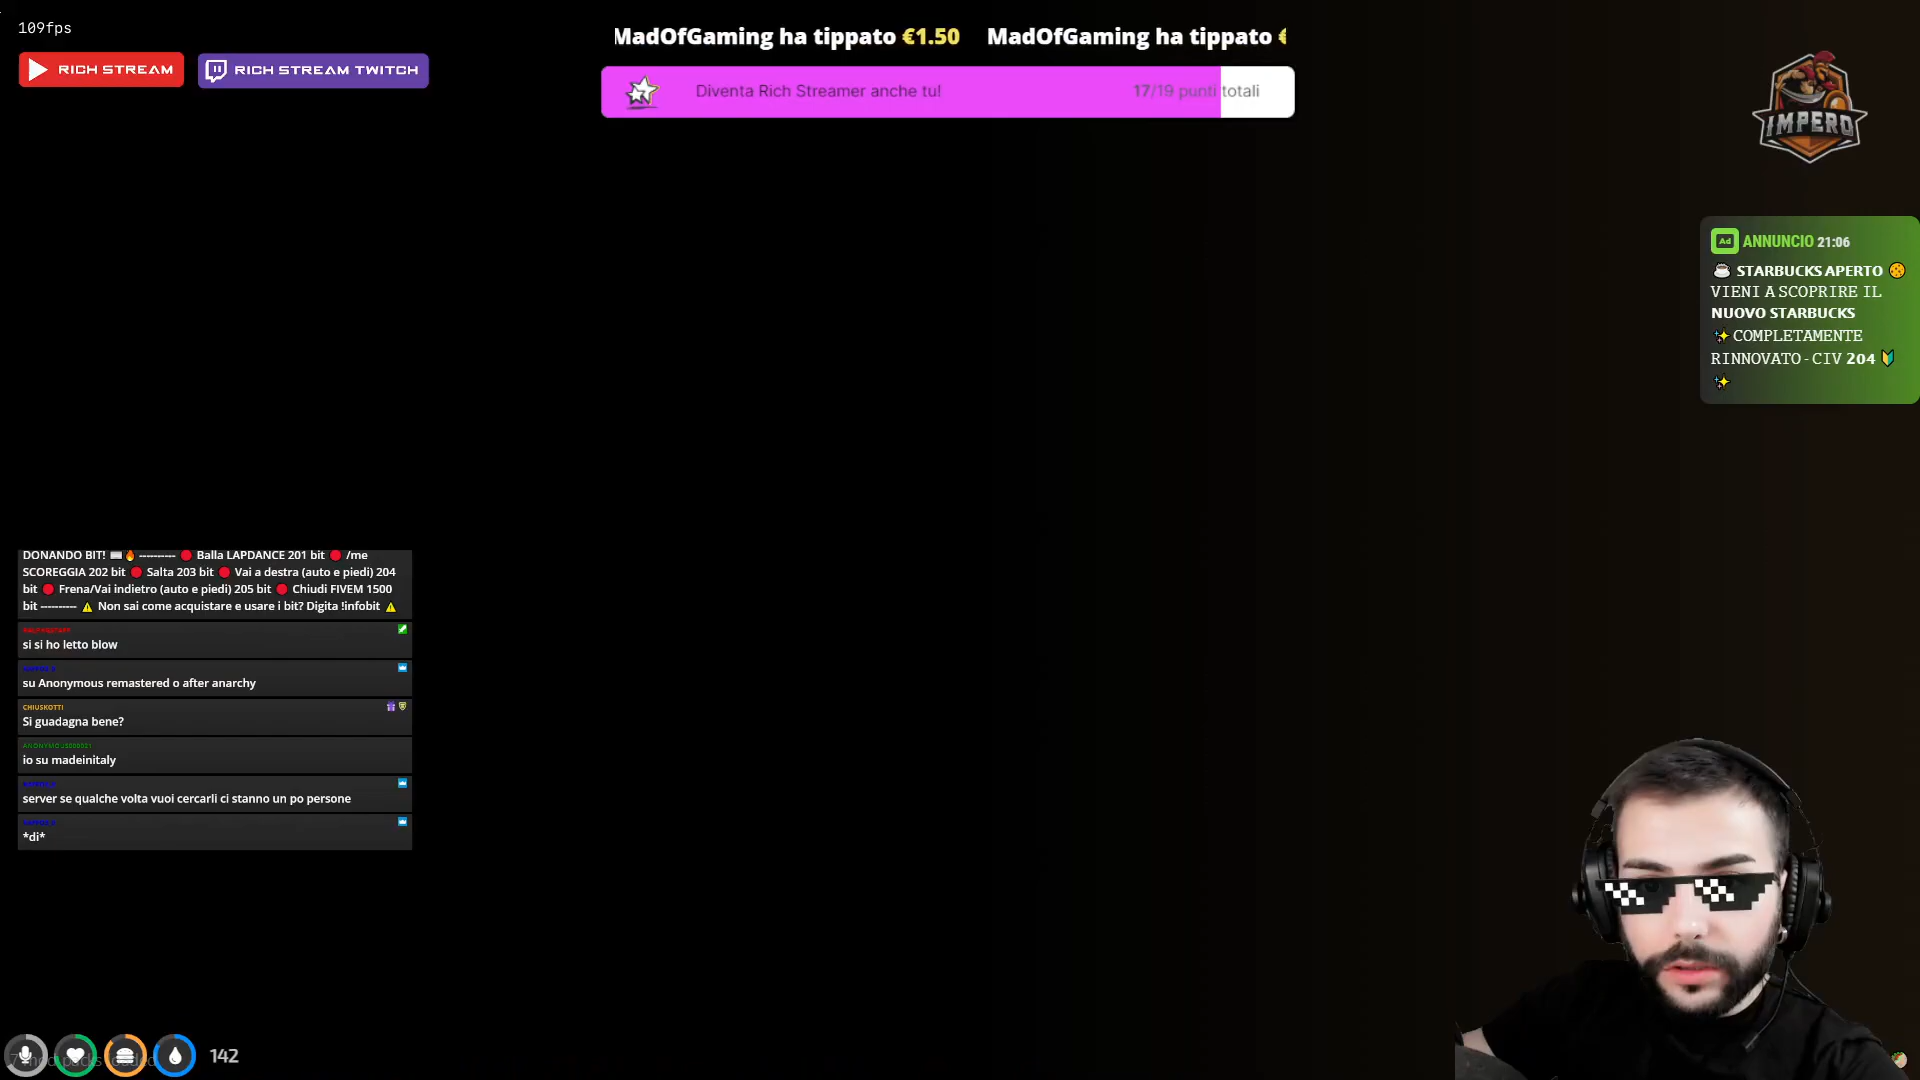 109fps
RICH STREAM
RICH STREAM TWITCH
MadOfGaming ha tippato €1.50 MadOfGaming ha tippato €
Diventa Rich Streamer anche tu!
17/19 punti totali
IMPERO
Ad ANNUNCIO 21:06
☕ STARBUCKS APERTO 🍪
VIENI A SCOPRIRE IL
NUOVO STARBUCKS
✨ COMPLETAMENTE
RINNOVATO - CIV 204 🔰
✨
DONANDO BIT! 🔥 ---------- 🔴 Balla LAPDANCE 201 bit 🔴 /me
SCOREGGIA 202 bit 🔴 Salta 203 bit 🔴 Vai a destra (auto e piedi) 204
bit 🔴 Frena/Vai indietro (auto e piedi) 205 bit 🔴 Chiudi FIVEM 1500
bit ---------- ⚠ Non sai come acquistare e usare i bit? Digita !infobit ⚠
si si ho letto blow
su Anonymous remastered o after anarchy
CHIUSKOTTI
Si guadagna bene?
io su madeinitaly
server se qualche volta vuoi cercarli ci stanno un po persone
*di*
142